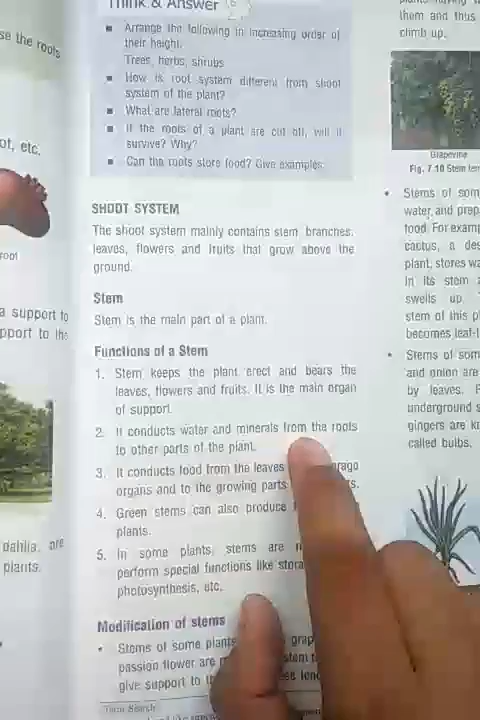 Think & Answer
Arrange the following in increasing order of
their height.
Trees, herbs, shrubs
How is root system different from shoot
system of the plant?
What are lateral roots?
If the roots of a plant are cut off, will it
survive? Why?
Can the roots store food? Give examples.
SHOOT SYSTEM
The shoot system mainly contains stem, branches,
leaves, flowers and fruits that grow above the
ground.
Stem
Stem is the main part of a plant.
Functions of a Stem
1. Stem keeps the plant erect and bears the
leaves, flowers and fruits. It is the main organ
of support.
2. It conducts water and minerals from the roots
to other parts of the plant.
3. It conducts food from the leaves
organs and to the growing parts
4. Green stems can also produce
plants.
5. In some plants, stems are
perform special functions like
photosynthesis, etc.
Modification of stems
• Stems of some plants
passion flower are
give support to
se the roots
ot, etc.
root
a support to
pport to the
dahlia, are
plants.
them and thus
climb up.
Grapevine
Fig. 7.10 Stem
• Stems of som
water and prep
food. For examp
cactus, a des
plant, stores wa
in its stem
swells up.
stem of this p
becomes leaf-l
• Stems of som
and onion are
by leaves.
underground s
gingers are k
called bulbs.